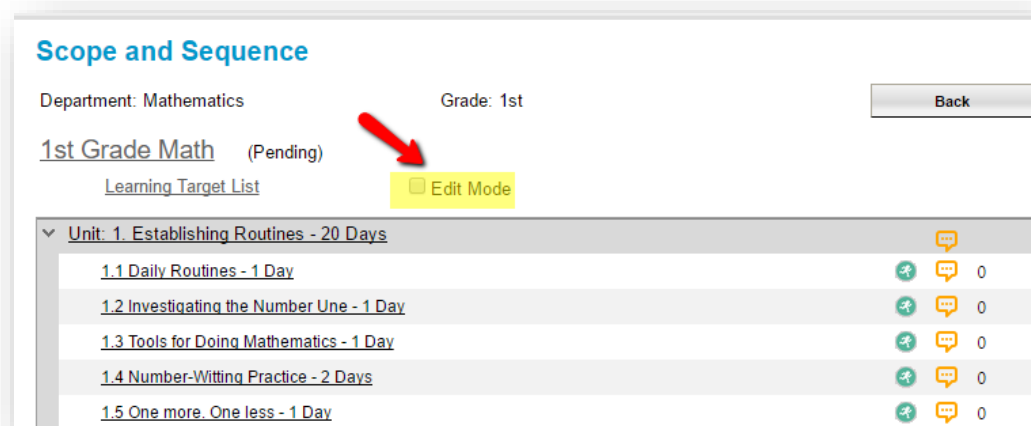 Scope and Sequence
Department: Mathematics Grade: 1st Back
1st Grade Math (Pending)
Learning Target List Edit Mode
Unit: 1. Establishing Routines - 20 Days
1.1 Daily Routines - 1 Day 0
1.2 Investigating the Number Une - 1 Day 0
1.3 Tools for Doing Mathematics - 1 Day 0
1.4 Number-Witting Practice - 2 Days 0
1.5 One more. One less - 1 Day 0